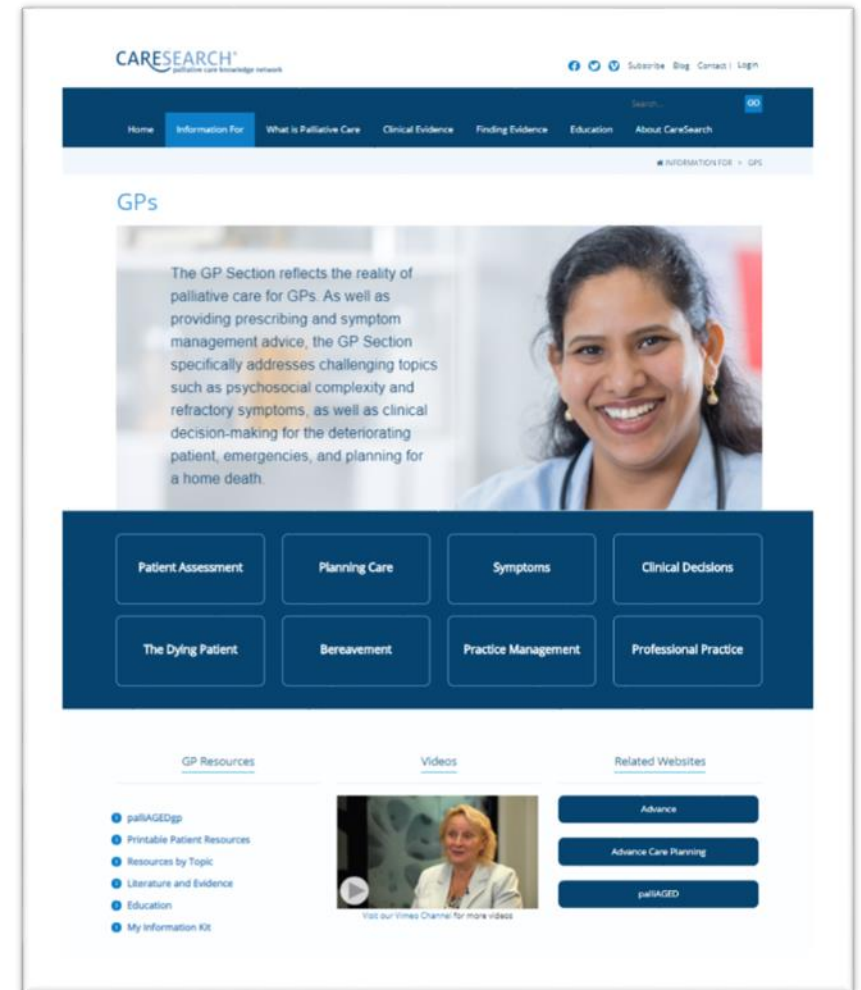 CARESEARCH
palliative care knowledge network
Subscribe Blog Contact | Login
Search... GO
Home Information For What is Palliative Care Clinical Evidence Finding Evidence Education About CareSearch
INFORMATION FOR > GPS
GPs
The GP Section reflects the reality of
palliative care for GPs. As well as
providing prescribing and symptom
management advice, the GP Section
specifically addresses challenging topics
such as psychosocial complexity and
refractory symptoms, as well as clinical
decision-making for the deteriorating
patient, emergencies, and planning for
a home death.
Patient Assessment Planning Care Symptoms Clinical Decisions
The Dying Patient Bereavement Practice Management Professional Practice
GP Resources Videos Related Websites
palliAGEDgp
Printable Patient Resources
Resources by Topic
Literature and Evidence
Education
My Information Kit
Visit our Vimeo Channel for more videos
Advance
Advance Care Planning
palliAGED